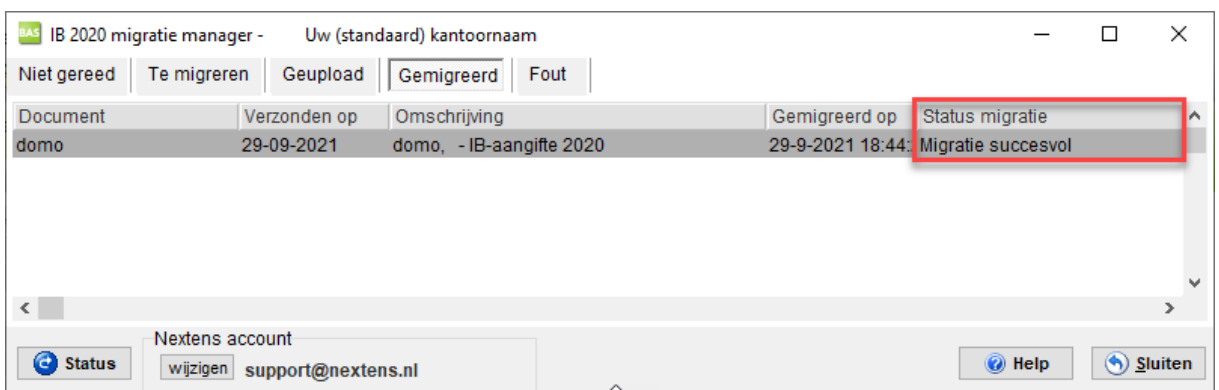 BAS IB 2020 migratie manager - Uw (standaard) kantoornaam
Niet gereed Te migreren Geupload Gemigreerd Fout
Document Verzonden op Omschrijving Gemigreerd op Status migratie
domo 29-09-2021 domo, - IB-aangifte 2020 29-9-2021 18:44: Migratie succesvol
Nextens account
Status wijzigen support@nextens.nl Help Sluiten